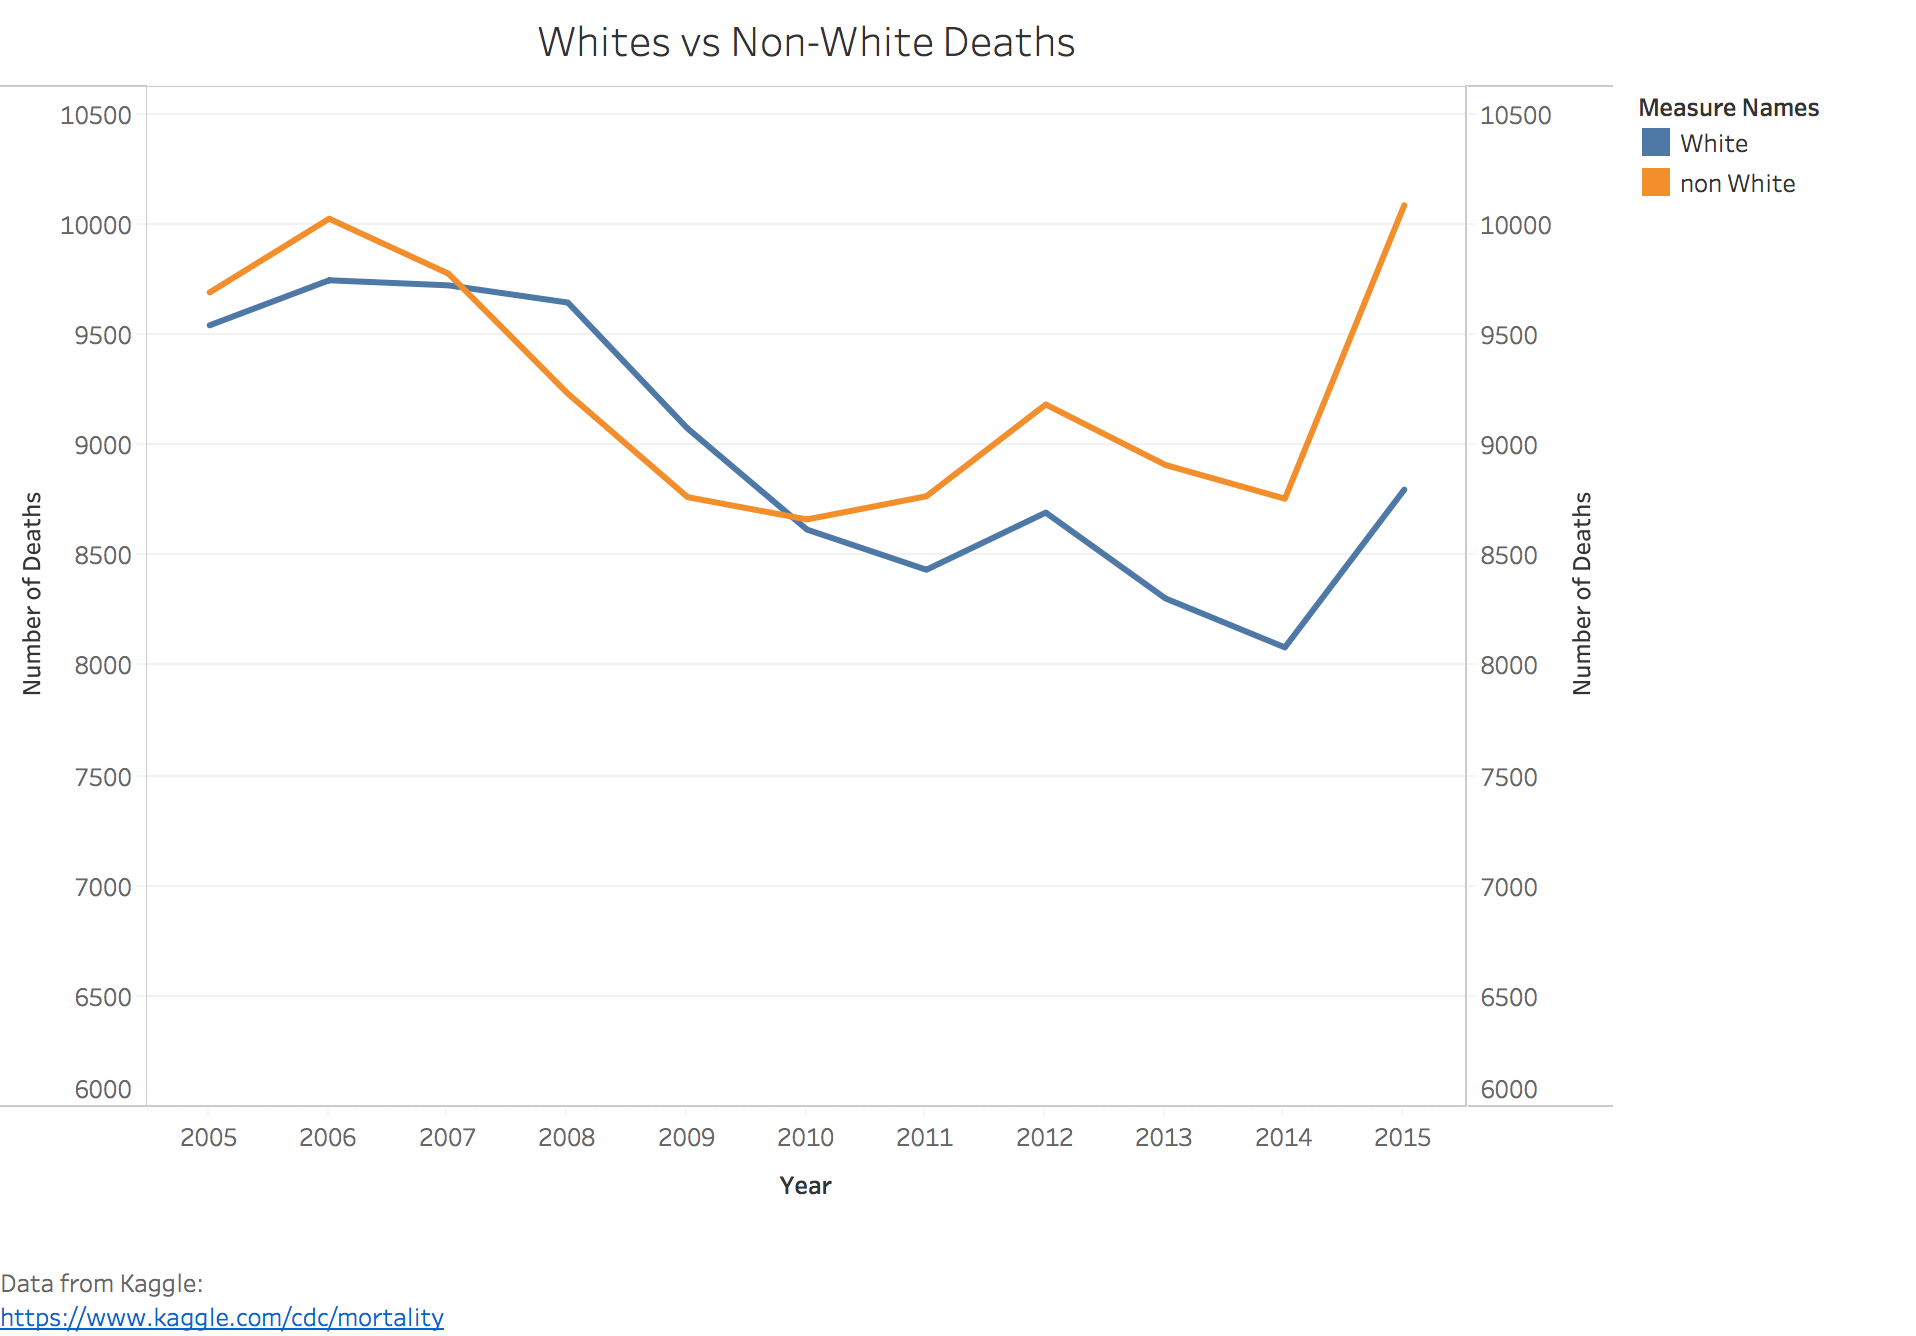 Whites vs Non-White Deaths
10500
10000
9500
9000
8500
8000
7500
7000
6500
6000
Number of Deaths
10500
10000
9500
9000
8500
8000
7500
7000
6500
6000
Number of Deaths
Measure Names
White
non White
2005 2006 2007 2008 2009 2010 2011 2012 2013 2014 2015
Year
Data from Kaggle:
https://www.kaggle.com/cdc/mortality